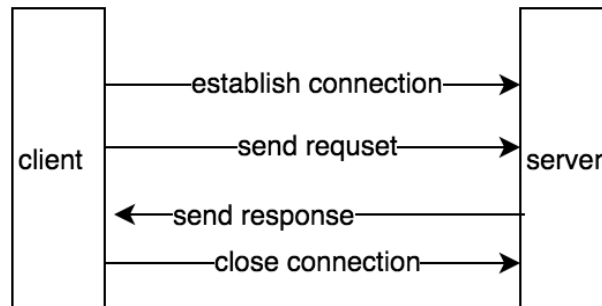 establish connection
send requset
client
server
send response
close connection